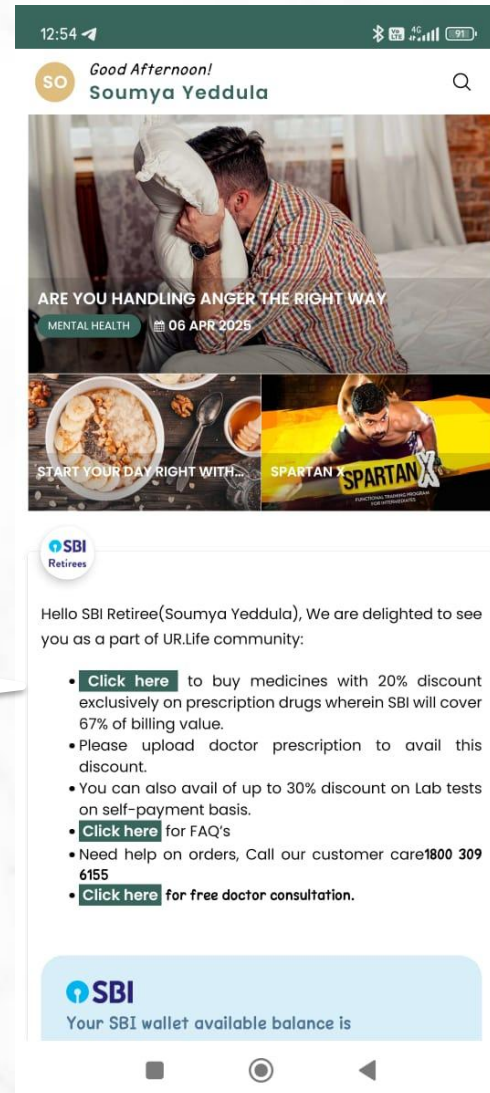 12:54
Vo LTE 4G 91
SO
Good Afternoon!
Soumya Yeddula
ARE YOU HANDLING ANGER THE RIGHT WAY
MENTAL HEALTH 06 APR 2025
START YOUR DAY RIGHT WITH...
SPARTAN X
SPARTAN X
FUNCTIONAL TRAINING PROGRAM
FOR INTERMEDIATES
SBI
Retirees
Hello SBI Retiree(Soumya Yeddula), We are delighted to see
you as a part of UR.Life community:
• Click here to buy medicines with 20% discount
exclusively on prescription drugs wherein SBI will cover
67% of billing value.
• Please upload doctor prescription to avail this
discount.
• You can also avail of up to 30% discount on Lab tests
on self-payment basis.
• Click here for FAQ's
• Need help on orders, Call our customer care1800 309
6155
• Click here for free doctor consultation.
SBI
Your SBI wallet available balance is